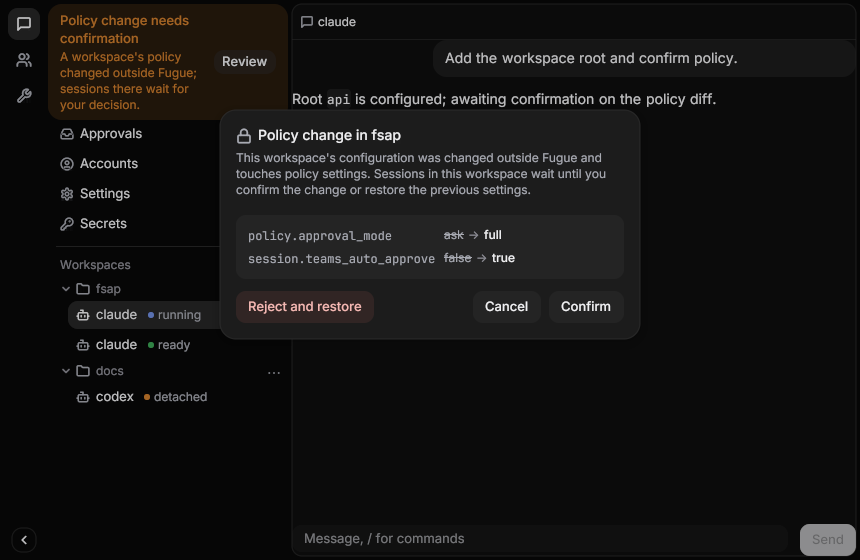 Policy change needs
confirmation
A workspace's policy
changed outside Fugue;
sessions there wait for
your decision.
Review
Approvals
Accounts
Settings
Secrets
Workspaces
fsap
claude running
claude ready
docs
codex detached
claude
Add the workspace root and confirm policy.
Root api is configured; awaiting confirmation on the policy diff.
Policy change in fsap
This workspace's configuration was changed outside Fugue and
touches policy settings. Sessions in this workspace wait until you
confirm the change or restore the previous settings.
policy.approval_mode ask → full
session.teams_auto_approve false → true
Reject and restore
Cancel
Confirm
Message, / for commands
Send